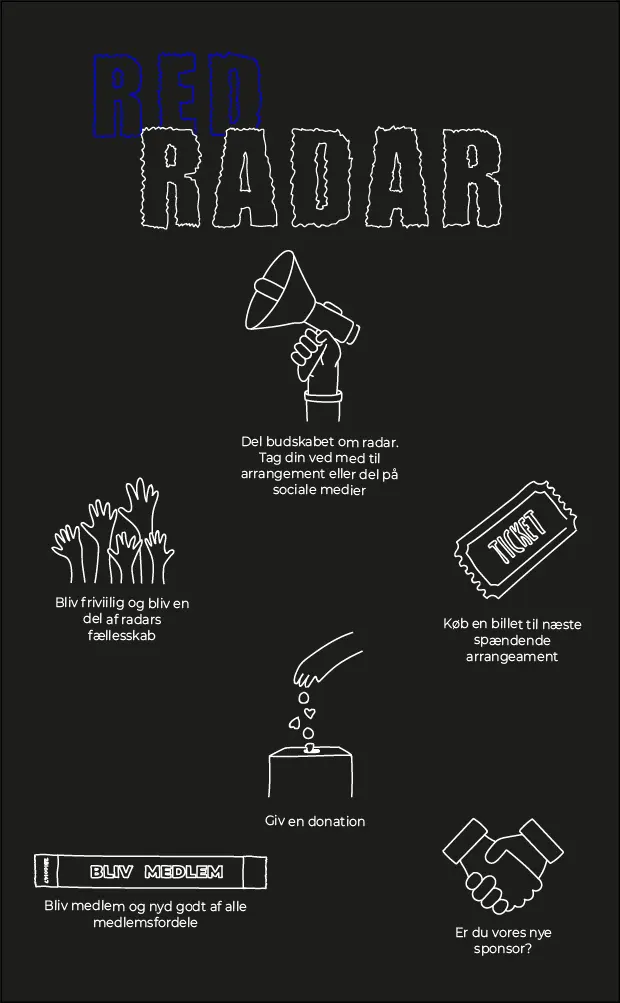 RED
RADAR
Del budskabet om radar.
Tag din ved med til
arrangement eller del på
sociale medier
Bliv friviilig og bliv en
del af radars
fællesskab
TICKET
Køb en billet til næste
spændende
arrangeament
Giv en donation
BLIV MEDLEM
Bliv medlem og nyd godt af alle
medlemsfordele
Er du vores nye
sponsor?